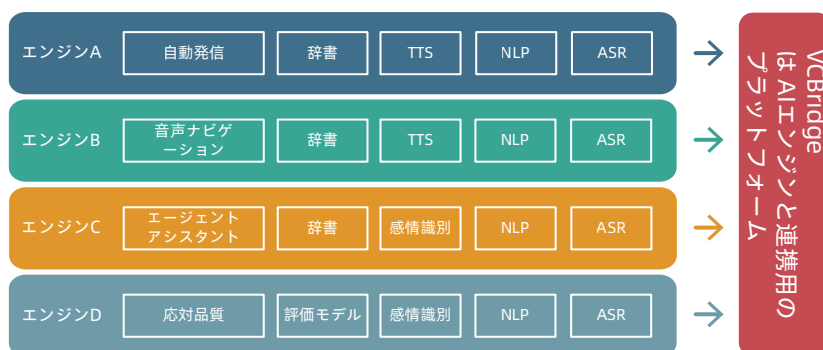 エンジンA
自動発信
辞書
TTS
NLP
ASR
エンジンB
音声ナビゲ
ーション
辞書
TTS
NLP
ASR
エンジンC
エージェント
アシスタント
辞書
感情識別
NLP
ASR
エンジンD
応対品質
評価モデル
感情識別
NLP
ASR
VCBridge
は AIエンジンと連携用の
プラットフォーム